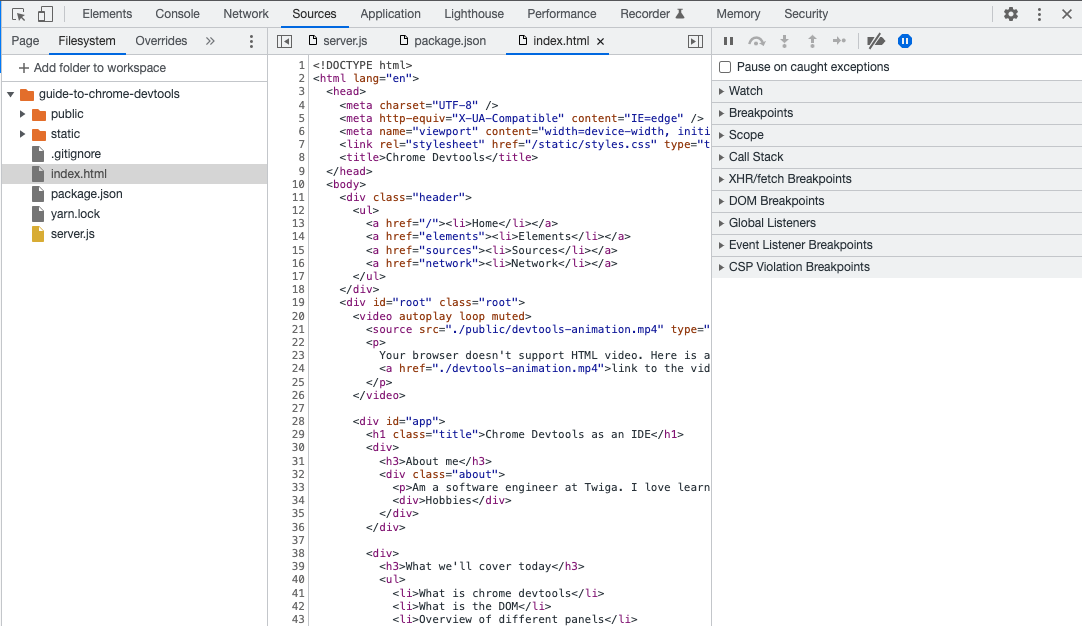 Elements Console Network Sources Application Lighthouse Performance Recorder Memory Security
Page Filesystem Overrides »
server.js package.json index.html ×
+ Add folder to workspace
guide-to-chrome-devtools
public
static
.gitignore
index.html
package.json
yarn.lock
server.js
1 <!DOCTYPE html>
2 <html lang="en">
3 <head>
4 <meta charset="UTF-8" />
5 <meta http-equiv="X-UA-Compatible" content="IE=edge" />
6 <meta name="viewport" content="width=device-width, initi
7 <link rel="stylesheet" href="/static/styles.css" type="t
8 <title>Chrome Devtools</title>
9 </head>
10 <body>
11 <div class="header">
12 <ul>
13 <a href="/"><li>Home</li></a>
14 <a href="elements"><li>Elements</li></a>
15 <a href="sources"><li>Sources</li></a>
16 <a href="network"><li>Network</li></a>
17 </ul>
18 </div>
19 <div id="root" class="root">
20 <video autoplay loop muted>
21 <source src="./public/devtools-animation.mp4" type="
22 <p>
23 Your browser doesn't support HTML video. Here is a
24 <a href="./devtools-animation.mp4">link to the vid
25 </p>
26 </video>
27
28 <div id="app">
29 <h1 class="title">Chrome Devtools as an IDE</h1>
30 <div>
31 <h3>About me</h3>
32 <div class="about">
33 <p>Am a software engineer at Twiga. I love learn
34 <div>Hobbies</div>
35 </div>
36 </div>
37
38 <div>
39 <h3>What we'll cover today</h3>
40 <ul>
41 <li>What is chrome devtools</li>
42 <li>What is the DOM</li>
43 <li>Overview of different panels</li>
Pause on caught exceptions
Watch
Breakpoints
Scope
Call Stack
XHR/fetch Breakpoints
DOM Breakpoints
Global Listeners
Event Listener Breakpoints
CSP Violation Breakpoints